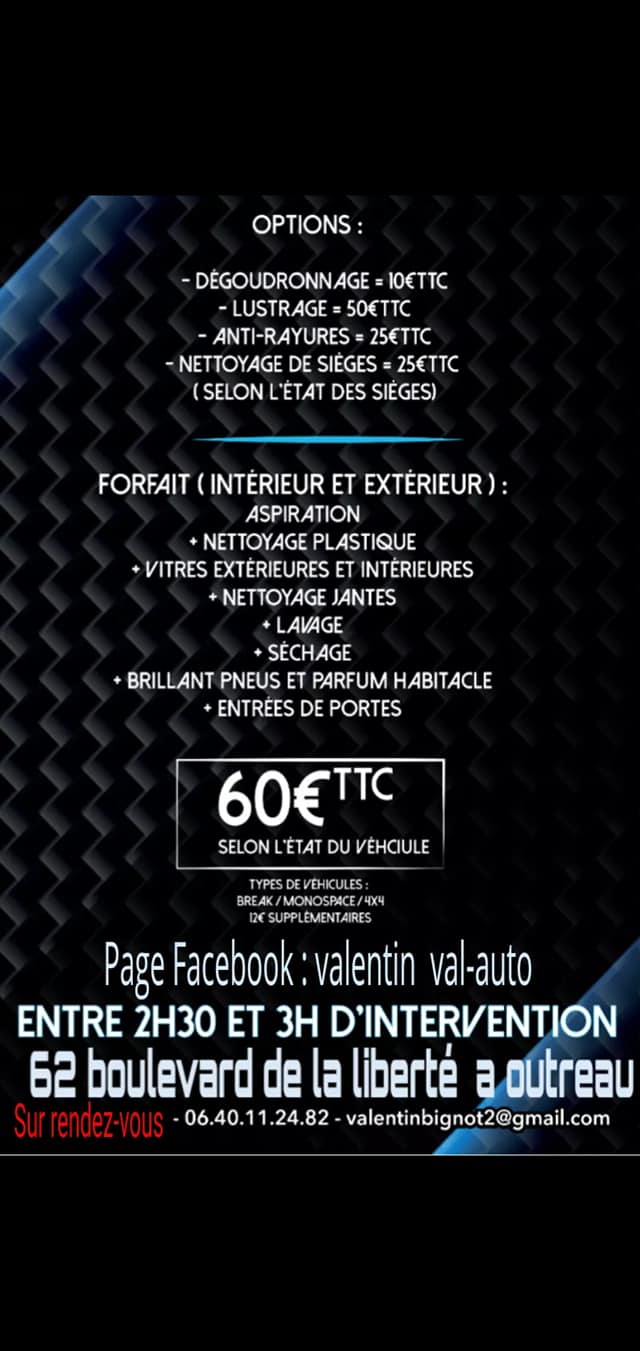 OPTIONS :
- DÉGOUDRONNAGE = 10€TTC
- LUSTRAGE = 50€TTC
- ANTI-RAYURES = 25€TTC
- NETTOYAGE DE SIÈGES = 25€TTC
( SELON L'ÉTAT DES SIÈGES)
FORFAIT ( INTÉRIEUR ET EXTÉRIEUR ) :
ASPIRATION
+ NETTOYAGE PLASTIQUE
+ VITRES EXTÉRIEURES ET INTÉRIEURES
+ NETTOYAGE JANTES
+ LAVAGE
+ SÉCHAGE
+ BRILLANT PNEUS ET PARFUM HABITACLE
+ ENTRÉES DE PORTES
60€TTC
SELON L'ÉTAT DU VÉHCIULE
TYPES DE VÉHICULES :
BREAK / MONOSPACE / 4X4
12€ SUPPLÉMENTAIRES
Page Facebook : valentin val-auto
ENTRE 2H30 ET 3H D'INTERVENTION
62 boulevard de la liberté a outreau
Sur rendez-vous - 06.40.11.24.82 - valentinbignot2@gmail.com